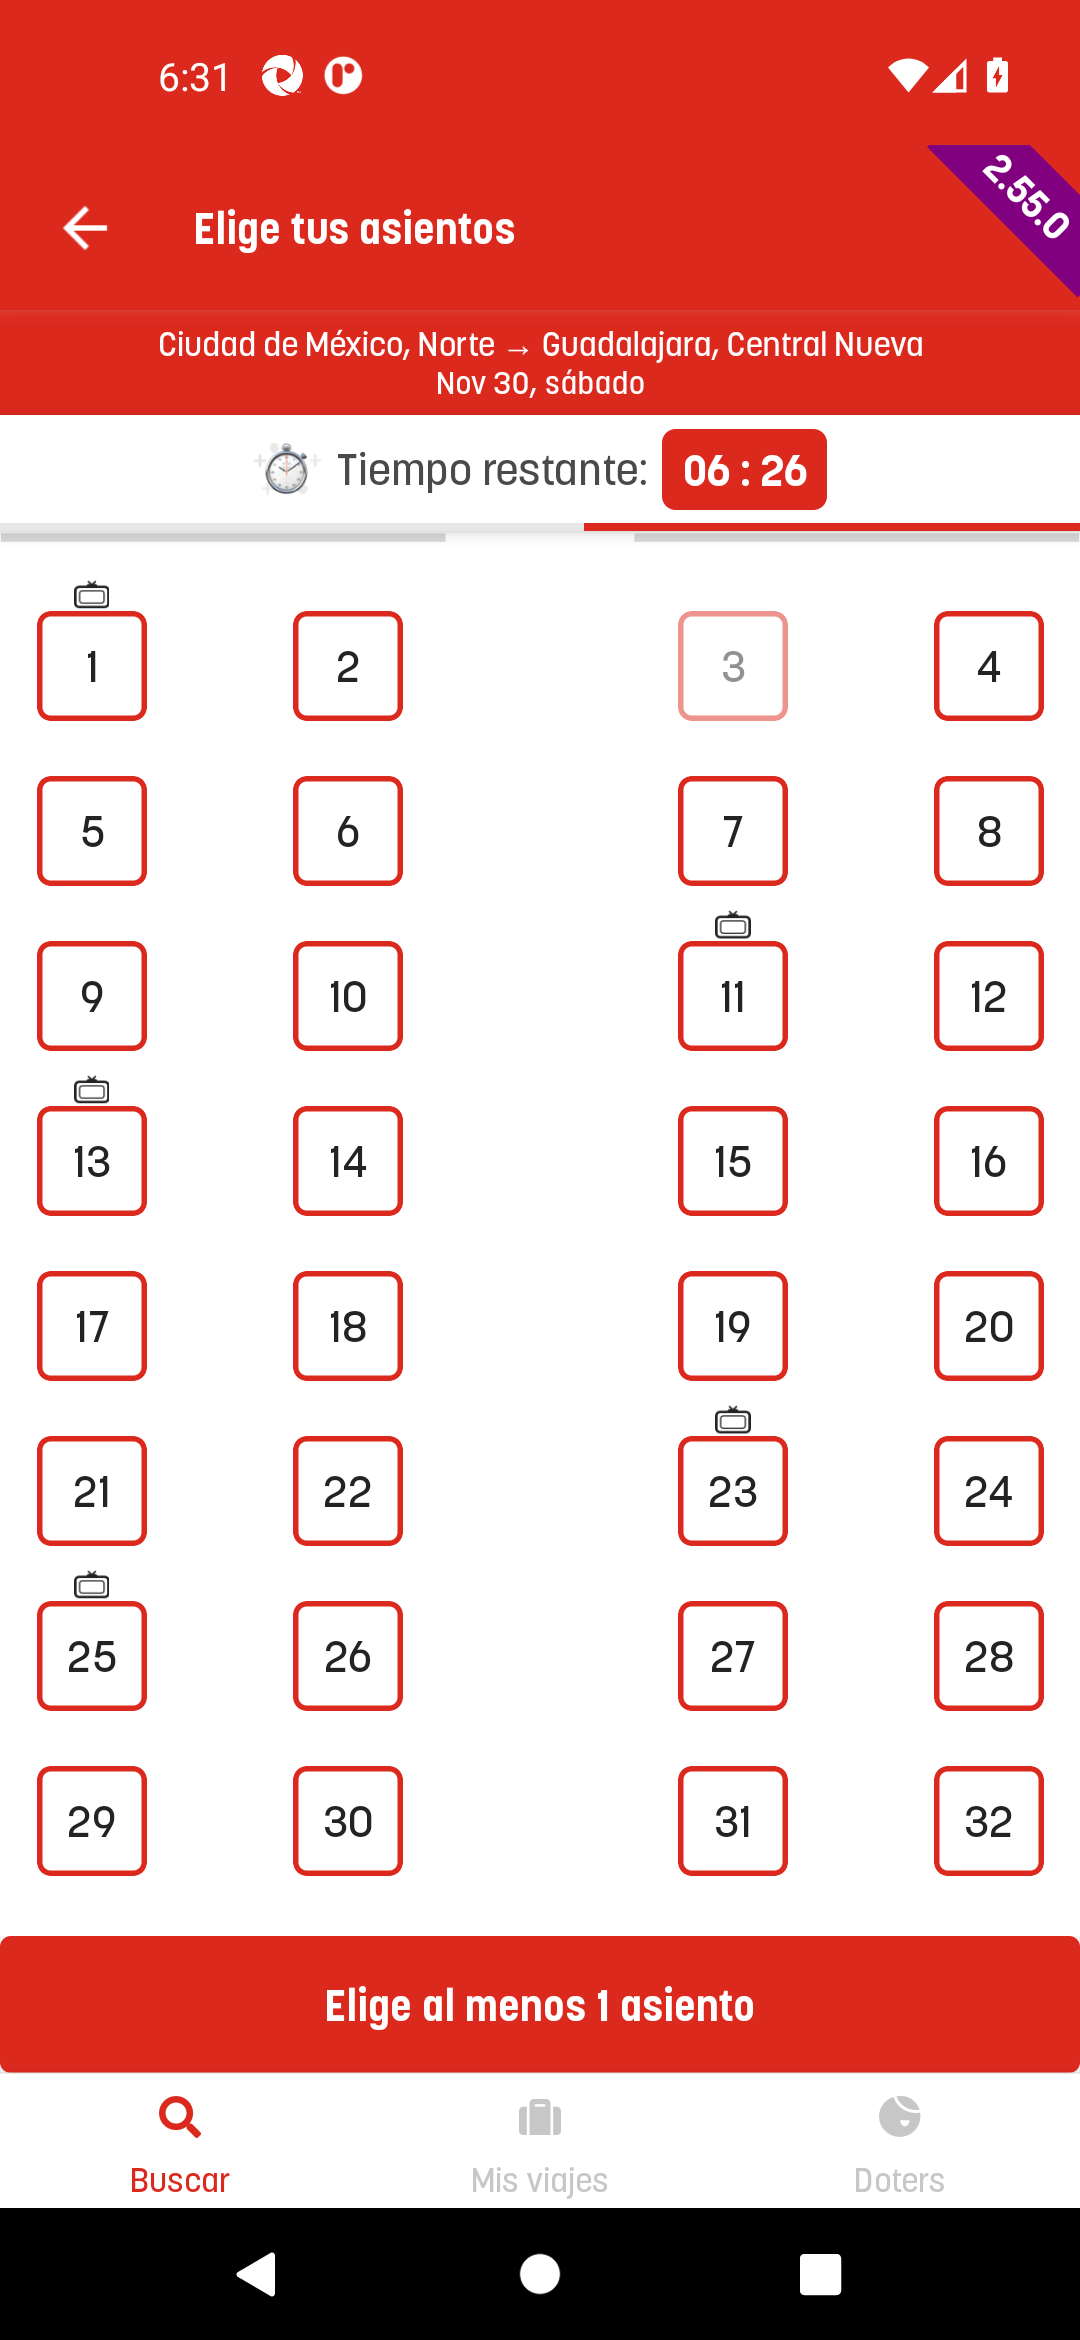 6:31
2.55.0
Elige tus asientos
Ciudad de México, Norte → Guadalajara, Central Nueva
Nov 30, sábado
Tiempo restante: 06 : 26
1 2 3 4
5 6 7 8
9 10 11 12
13 14 15 16
17 18 19 20
21 22 23 24
25 26 27 28
29 30 31 32
Elige al menos 1 asiento
Buscar Mis viajes Doters